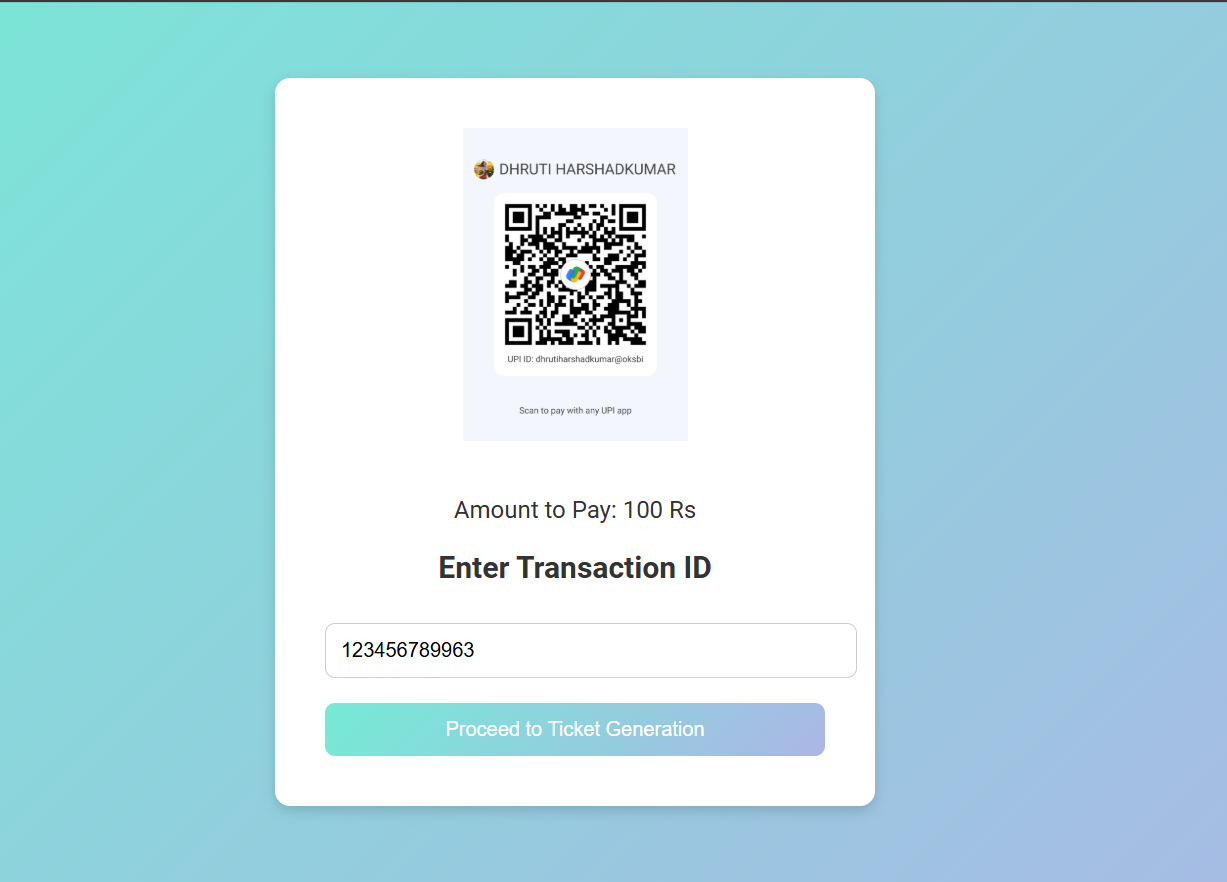 DHRUTI HARSHADKUMAR
UPI ID: dhrutiharshadkumar@oksbi
Scan to pay with any UPI app
Amount to Pay: 100 Rs
Enter Transaction ID
123456789963
Proceed to Ticket Generation